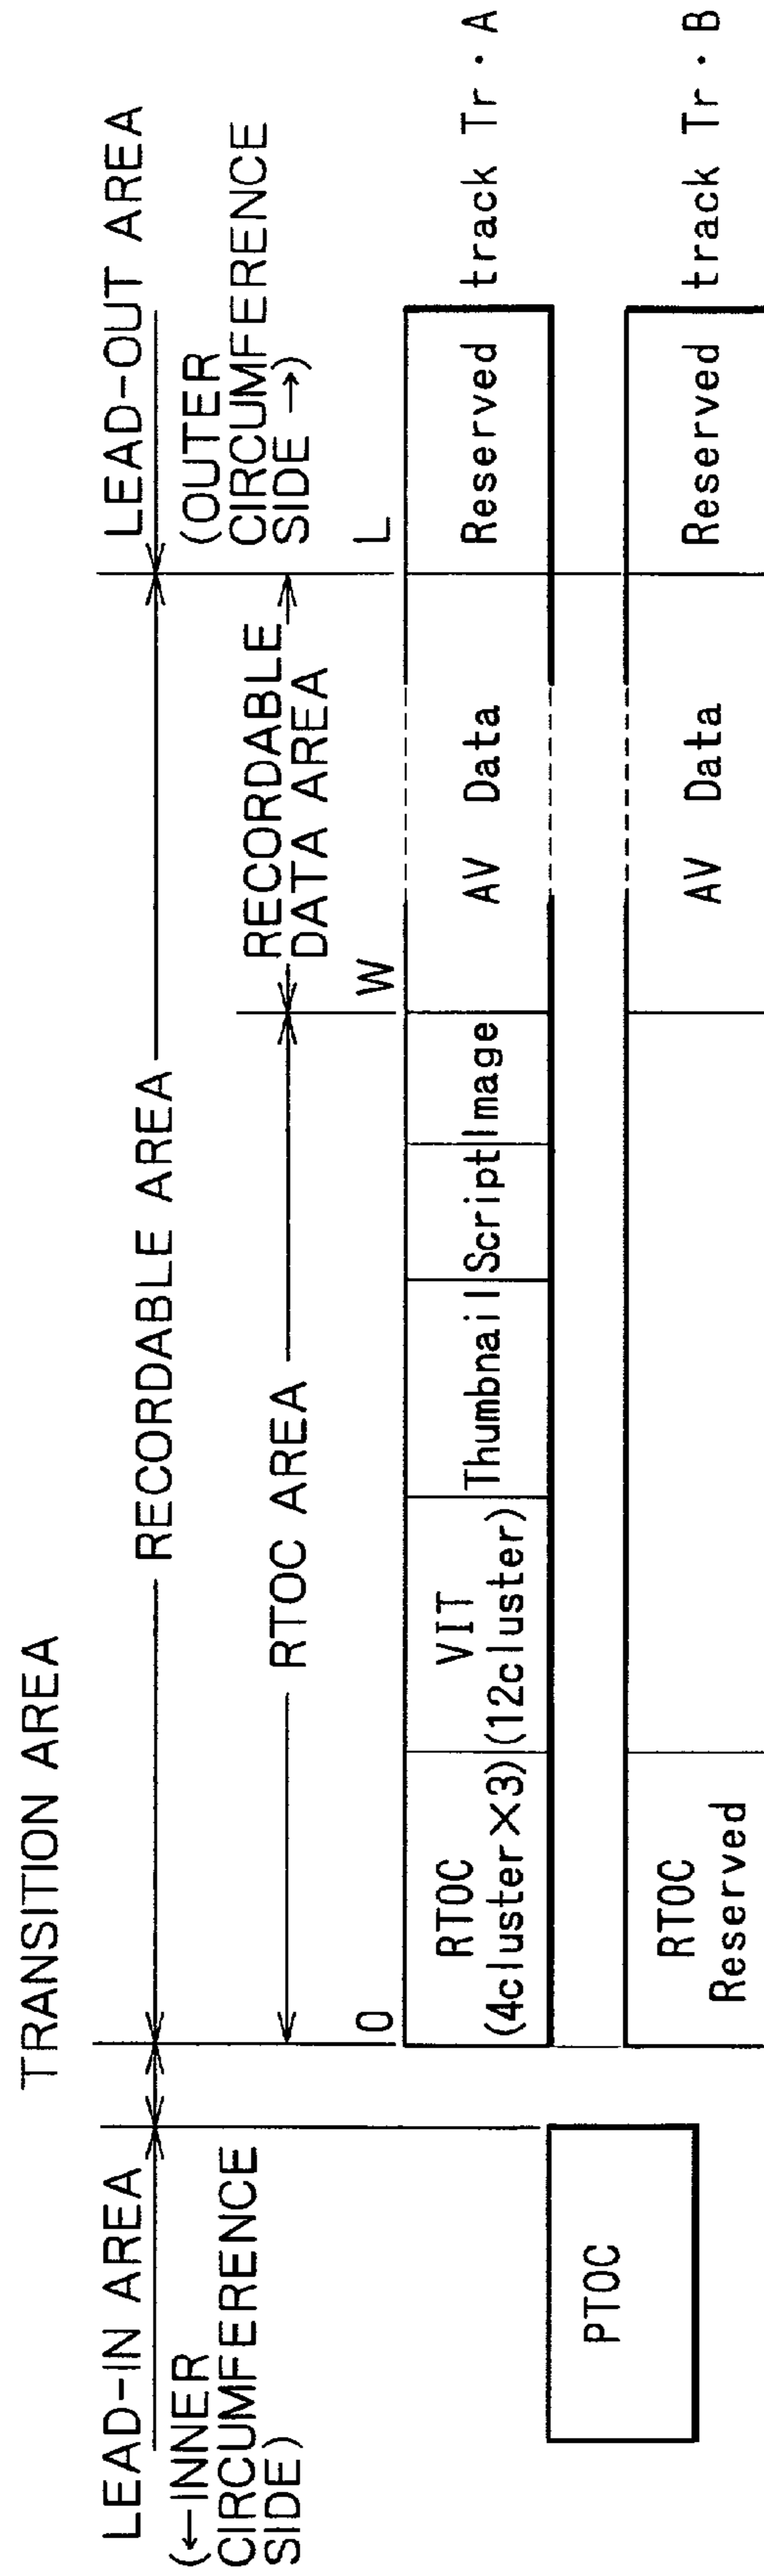 TRANSITION AREA
LEAD-IN AREA
LEAD-OUT AREA
RECORDABLE AREA
(←INNER
CIRCUMFERENCE
SIDE)
(OUTER
CIRCUMFERENCE
SIDE →)
RTOC AREA
RECORDABLE
DATA AREA
0
W
L
RTOC
(4cluster×3)
VIT
(12cluster)
Thumbnail
Script
Image
AV Data
Reserved
track Tr・A
PTOC
RTOC
Reserved
AV Data
Reserved
track Tr・B